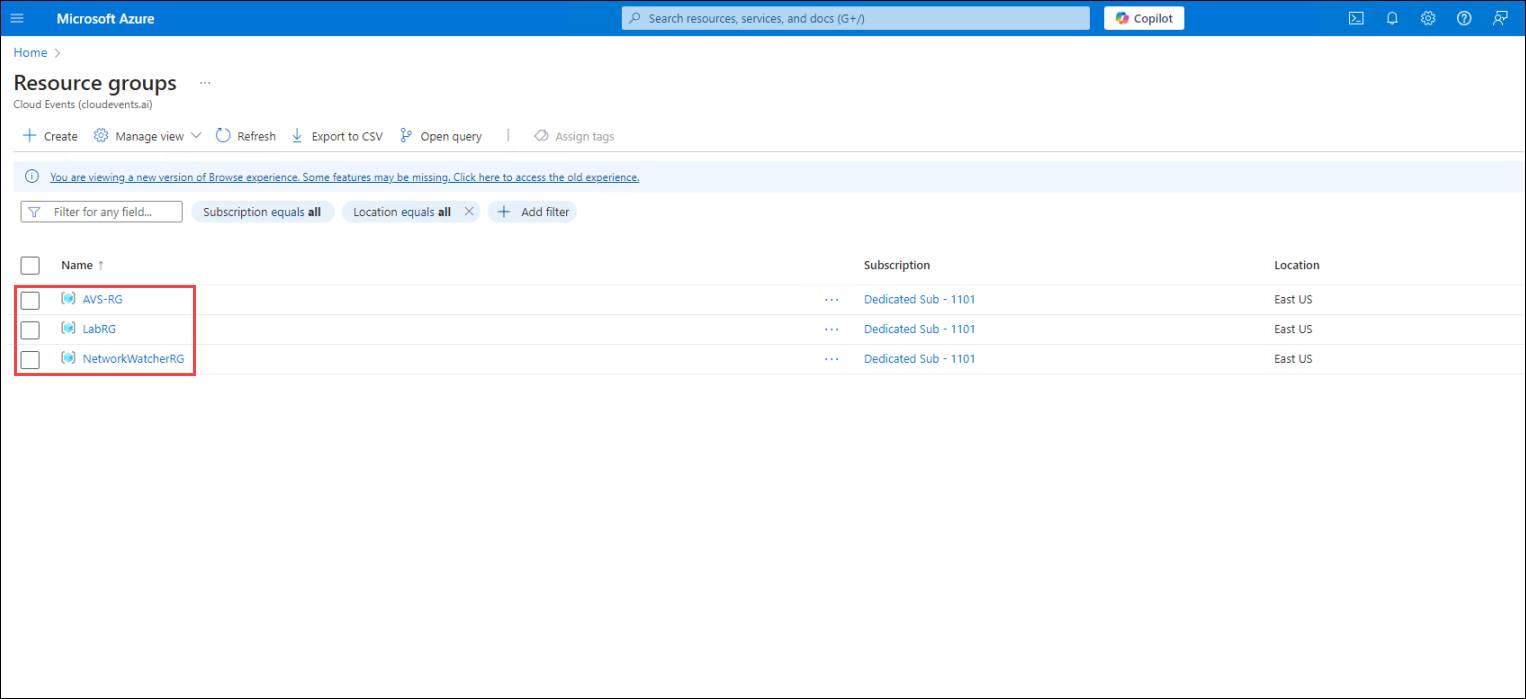 Microsoft Azure Search resources, services, and docs (G+/) Copilot
Home
Resource groups ...
Cloud Events (cloudevents.ai)
Create Manage view Refresh Export to CSV Open query | Assign tags
You are viewing a new version of Browse experience. Some features may be missing. Click here to access the old experience.
Filter for any field... Subscription equals all Location equals all Add filter
Name ↑ Subscription Location
AVS-RG ... Dedicated Sub - 1101 East US
LabRG ... Dedicated Sub - 1101 East US
NetworkWatcherRG ... Dedicated Sub - 1101 East US